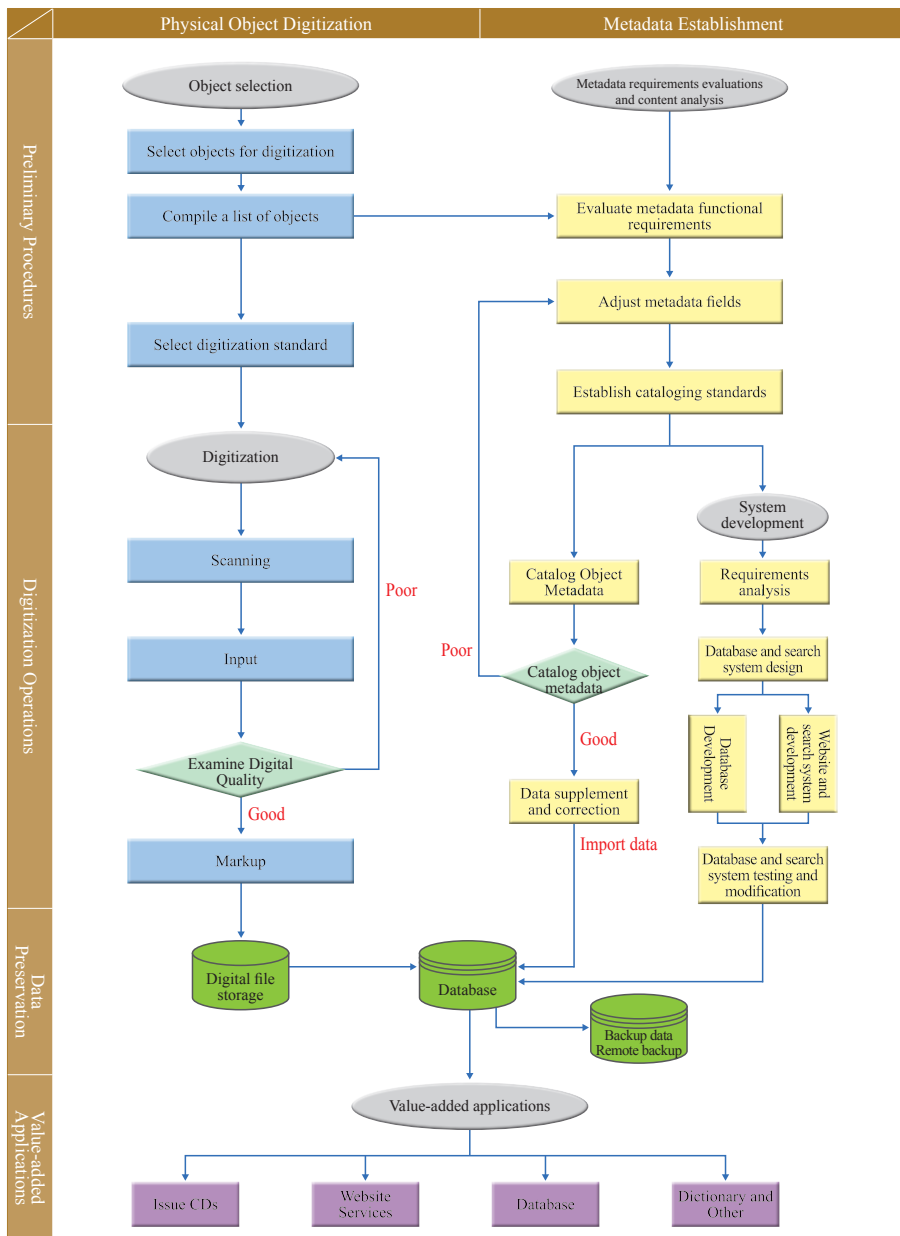 Physical Object Digitization
Metadata Establishment
Preliminary Procedures
Object selection
Select objects for digitization
Compile a list of objects
Select digitization standard
Metadata requirements evaluations
and content analysis
Evaluate metadata functional
requirements
Adjust metadata fields
Establish cataloging standards
Digitization Operations
Digitization
Scanning
Input
Poor
Examine Digital
Quality
Good
Markup
Catalog Object
Metadata
Poor
Catalog object
metadata
Good
Data supplement
and correction
Import data
System
development
Requirements
analysis
Database and search
system design
Database
Development
Website and
search system
development
Database and search
system testing and
modification
Data
Preservation
Digital file
storage
Database
Backup data
Remote backup
Value-added
Applications
Value-added applications
Issue CDs
Website
Services
Database
Dictionary and
Other